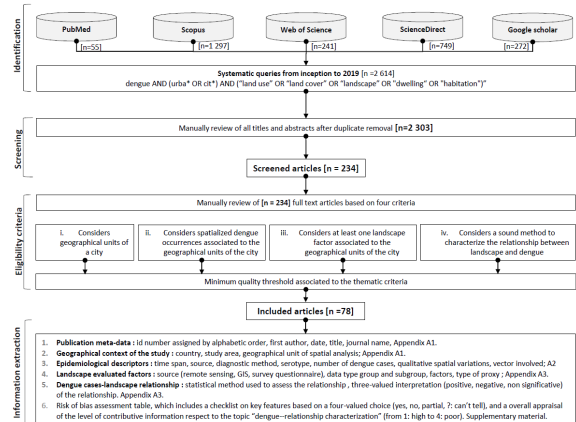 Identification
PubMed
Scopus
Web of Science
ScienceDirect
Google scholar
[n=55]
[n=1 297]
[n=241]
[n=749]
[n=272]
Systematic queries from inception to 2019 [n =2 614]
dengue AND (urba* OR cit*) AND ("land use" OR "land cover" OR "landscape" OR "dwelling" OR "habitation")"
Screening
Manually review of all titles and abstracts after duplicate removal [n=2 303]
Screened articles [n = 234]
Eligibility criteria
Manually review of [n = 234] full text articles based on four criteria
i. Considers
geographical units of
a city
ii. Considers spatialized dengue
occurrences associated to the
geographical units of the city
iii. Considers at least one landscape
factor associated to the
geographical units of the city
iv. Considers a sound method to
characterize the relationship between
landscape and dengue
Minimum quality threshold associated to the thematic criteria
Included articles [n =78]
Information extraction
1. Publication meta-data : id number assigned by alphabetic order, first author, date, title, journal name, Appendix A1.
2. Geographical context of the study : country, study area, geographical unit of spatial analysis; Appendix A1.
3. Epidemiological descriptors : time span, source, diagnostic method, serotype, number of dengue cases, qualitative spatial variations, vector involved; A2
4. Landscape evaluated factors : source (remote sensing, GIS, survey questionnaire), data type group and subgroup, factors, type of proxy ; Appendix A3.
5. Dengue cases-landscape relationship : statistical method used to assess the relationship , three-valued interpretation (positive, negative, non significative)
of the relationship. Appendix A3.
6. Risk of bias assessment table, which includes a checklist on key features based on a four-valued choice (yes, no, partial, ?: can't tell), and a overall appraisal
of the level of contributive information respect to the topic "dengue--relationship characterization" (from 1: high to 4: poor). Supplementary material.